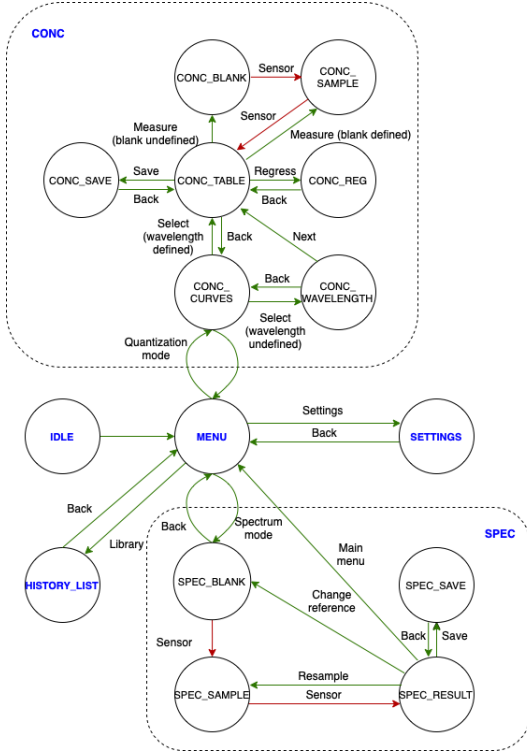 CONC
CONC_BLANK
Sensor
CONC_
SAMPLE
Sensor
Measure
(blank undefined)
Measure (blank defined)
CONC_SAVE
Save
Back
CONC_TABLE
Regress
Back
CONC_REG
Select
(wavelength
defined)
Back
Next
CONC_
CURVES
Back
CONC_
WAVELENGTH
Select
(wavelength
undefined)
Quantization
mode
IDLE
MENU
Settings
Back
SETTINGS
Back
Library
HISTORY_LIST
Back
Spectrum
mode
SPEC
Main
menu
SPEC_BLANK
Change
reference
SPEC_SAVE
Sensor
Back
Save
SPEC_SAMPLE
Resample
Sensor
SPEC_RESULT